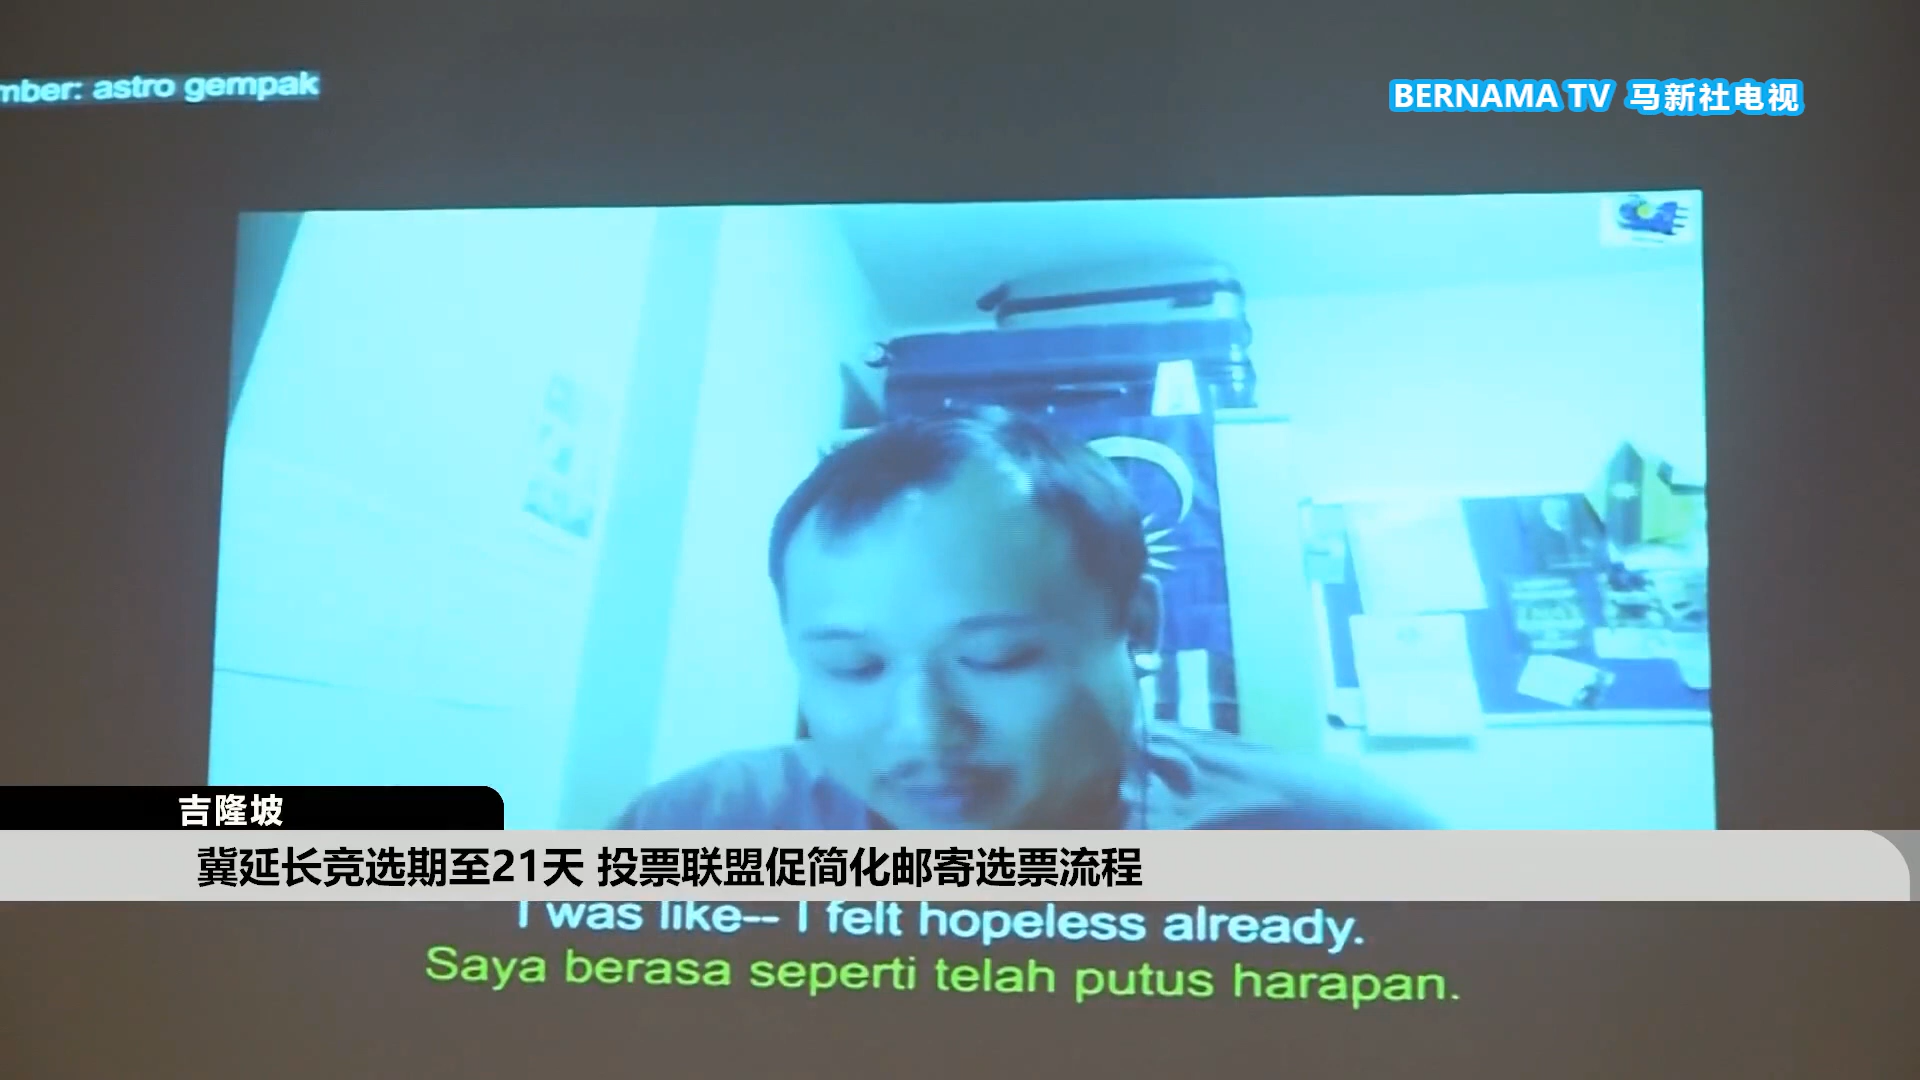 mber: astro gempak
BERNAMA TV 马新社电视
吉隆坡
冀延长竞选期至21天 投票联盟促简化邮寄选票流程
I was like-- I felt hopeless already.
Saya berasa seperti telah putus harapan.